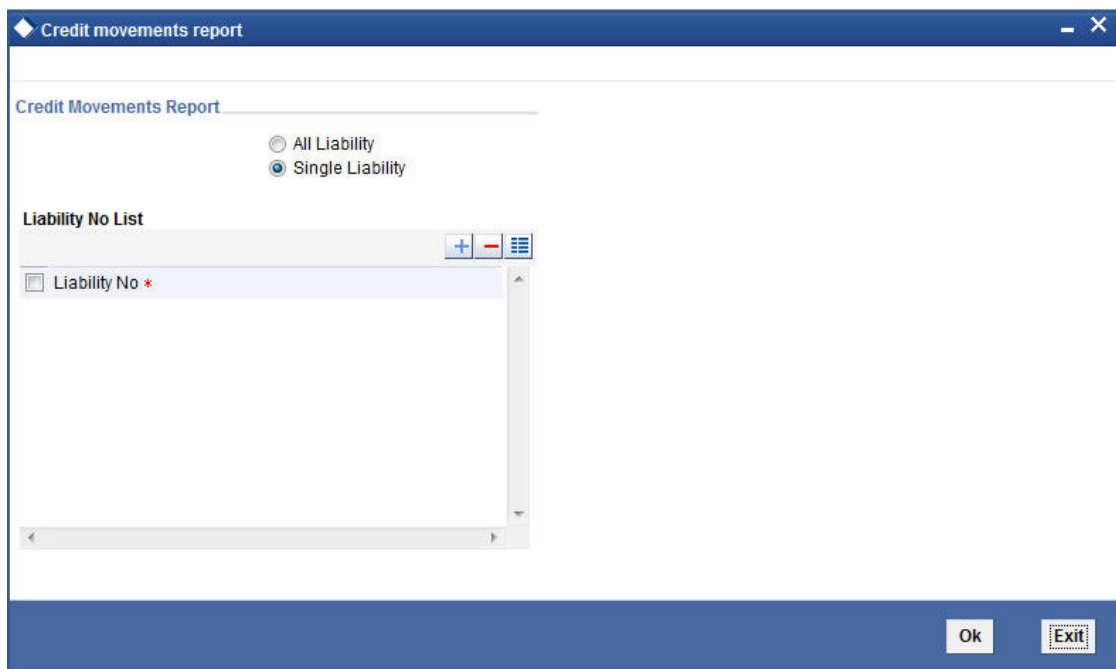 Credit movements report
Credit Movements Report
All Liability
Single Liability
Liability No List
Liability No *
Ok
Exit